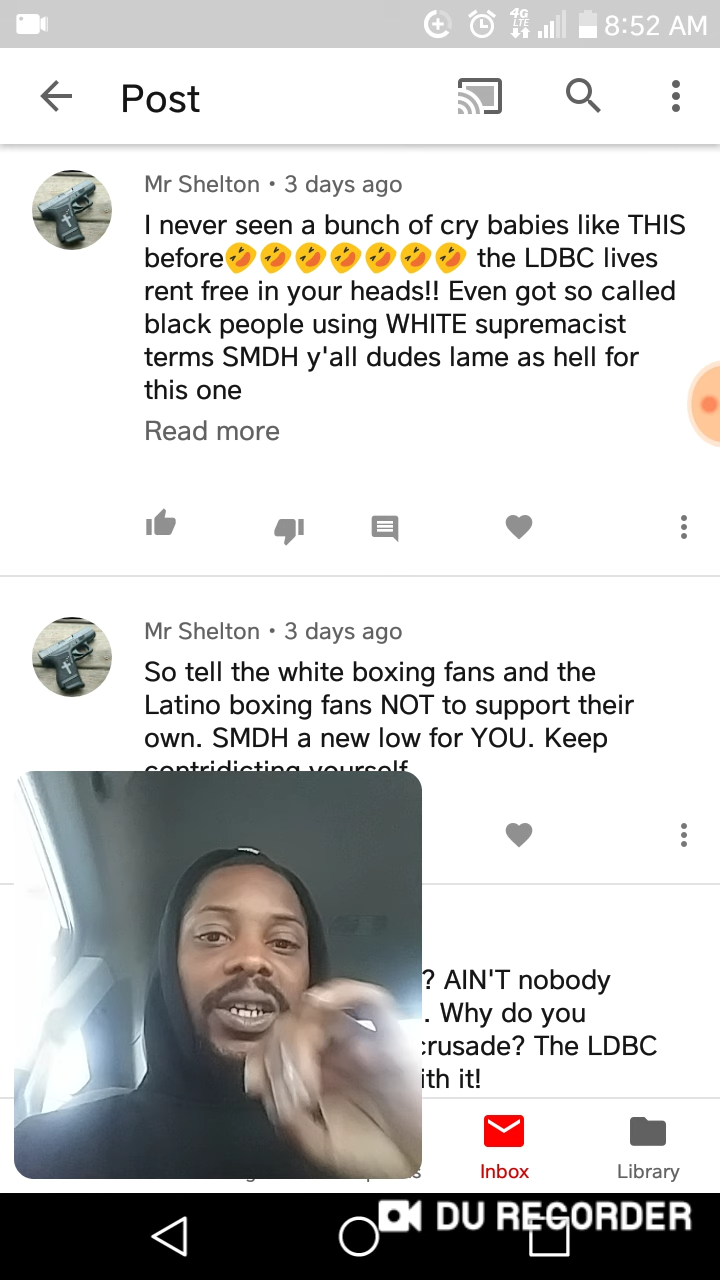 4G
LTE
8:52 AM
Post
Mr Shelton • 3 days ago
I never seen a bunch of cry babies like THIS
before🤣🤣🤣🤣🤣🤣🤣 the LDBC lives
rent free in your heads!! Even got so called
black people using WHITE supremacist
terms SMDH y'all dudes lame as hell for
this one
Read more
Mr Shelton • 3 days ago
So tell the white boxing fans and the
Latino boxing fans NOT to support their
own. SMDH a new low for YOU. Keep
contridicting yourself
? AIN'T nobody
. Why do you
crusade? The LDBC
ith it!
Inbox
Library
DU RECORDER